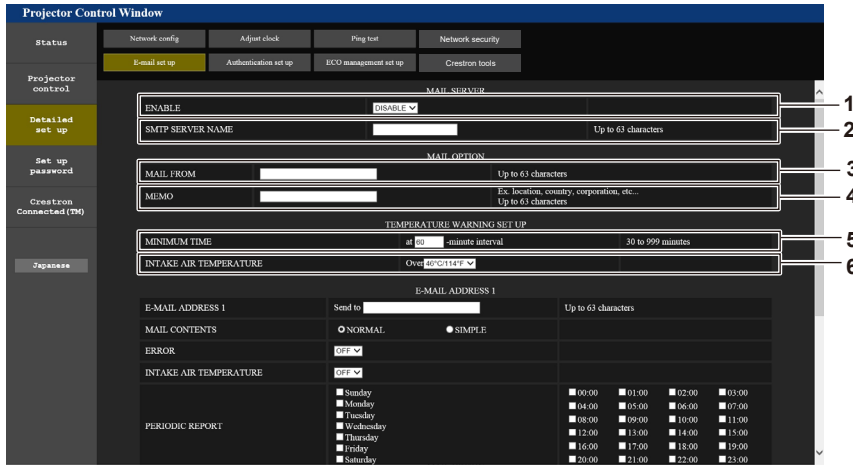 Projector Control Window
Status
Network config Adjust clock Ping test Network security
E-mail set up Authentication set up ECO management set up Crestron tools
Projector
control
Detailed
set up
Set up
password
Crestron
Connected(TM)
Japanese
MAIL SERVER
ENABLE DISABLE 1
SMTP SERVER NAME Up to 63 characters 2
MAIL OPTION
MAIL FROM Up to 63 characters 3
MEMO Ex. location, country, corporation, etc... 4
Up to 63 characters
TEMPERATURE WARNING SET UP
MINIMUM TIME at 60 -minute interval 30 to 999 minutes 5
INTAKE AIR TEMPERATURE Over 46°C/114°F 6
E-MAIL ADDRESS 1
E-MAIL ADDRESS 1 Send to Up to 63 characters
MAIL CONTENTS NORMAL SIMPLE
ERROR OFF
INTAKE AIR TEMPERATURE OFF
PERIODIC REPORT
Sunday
Monday
Tuesday
Wednesday
Thursday
Friday
Saturday
00:00 01:00 02:00 03:00
04:00 05:00 06:00 07:00
08:00 09:00 10:00 11:00
12:00 13:00 14:00 15:00
16:00 17:00 18:00 19:00
20:00 21:00 22:00 23:00